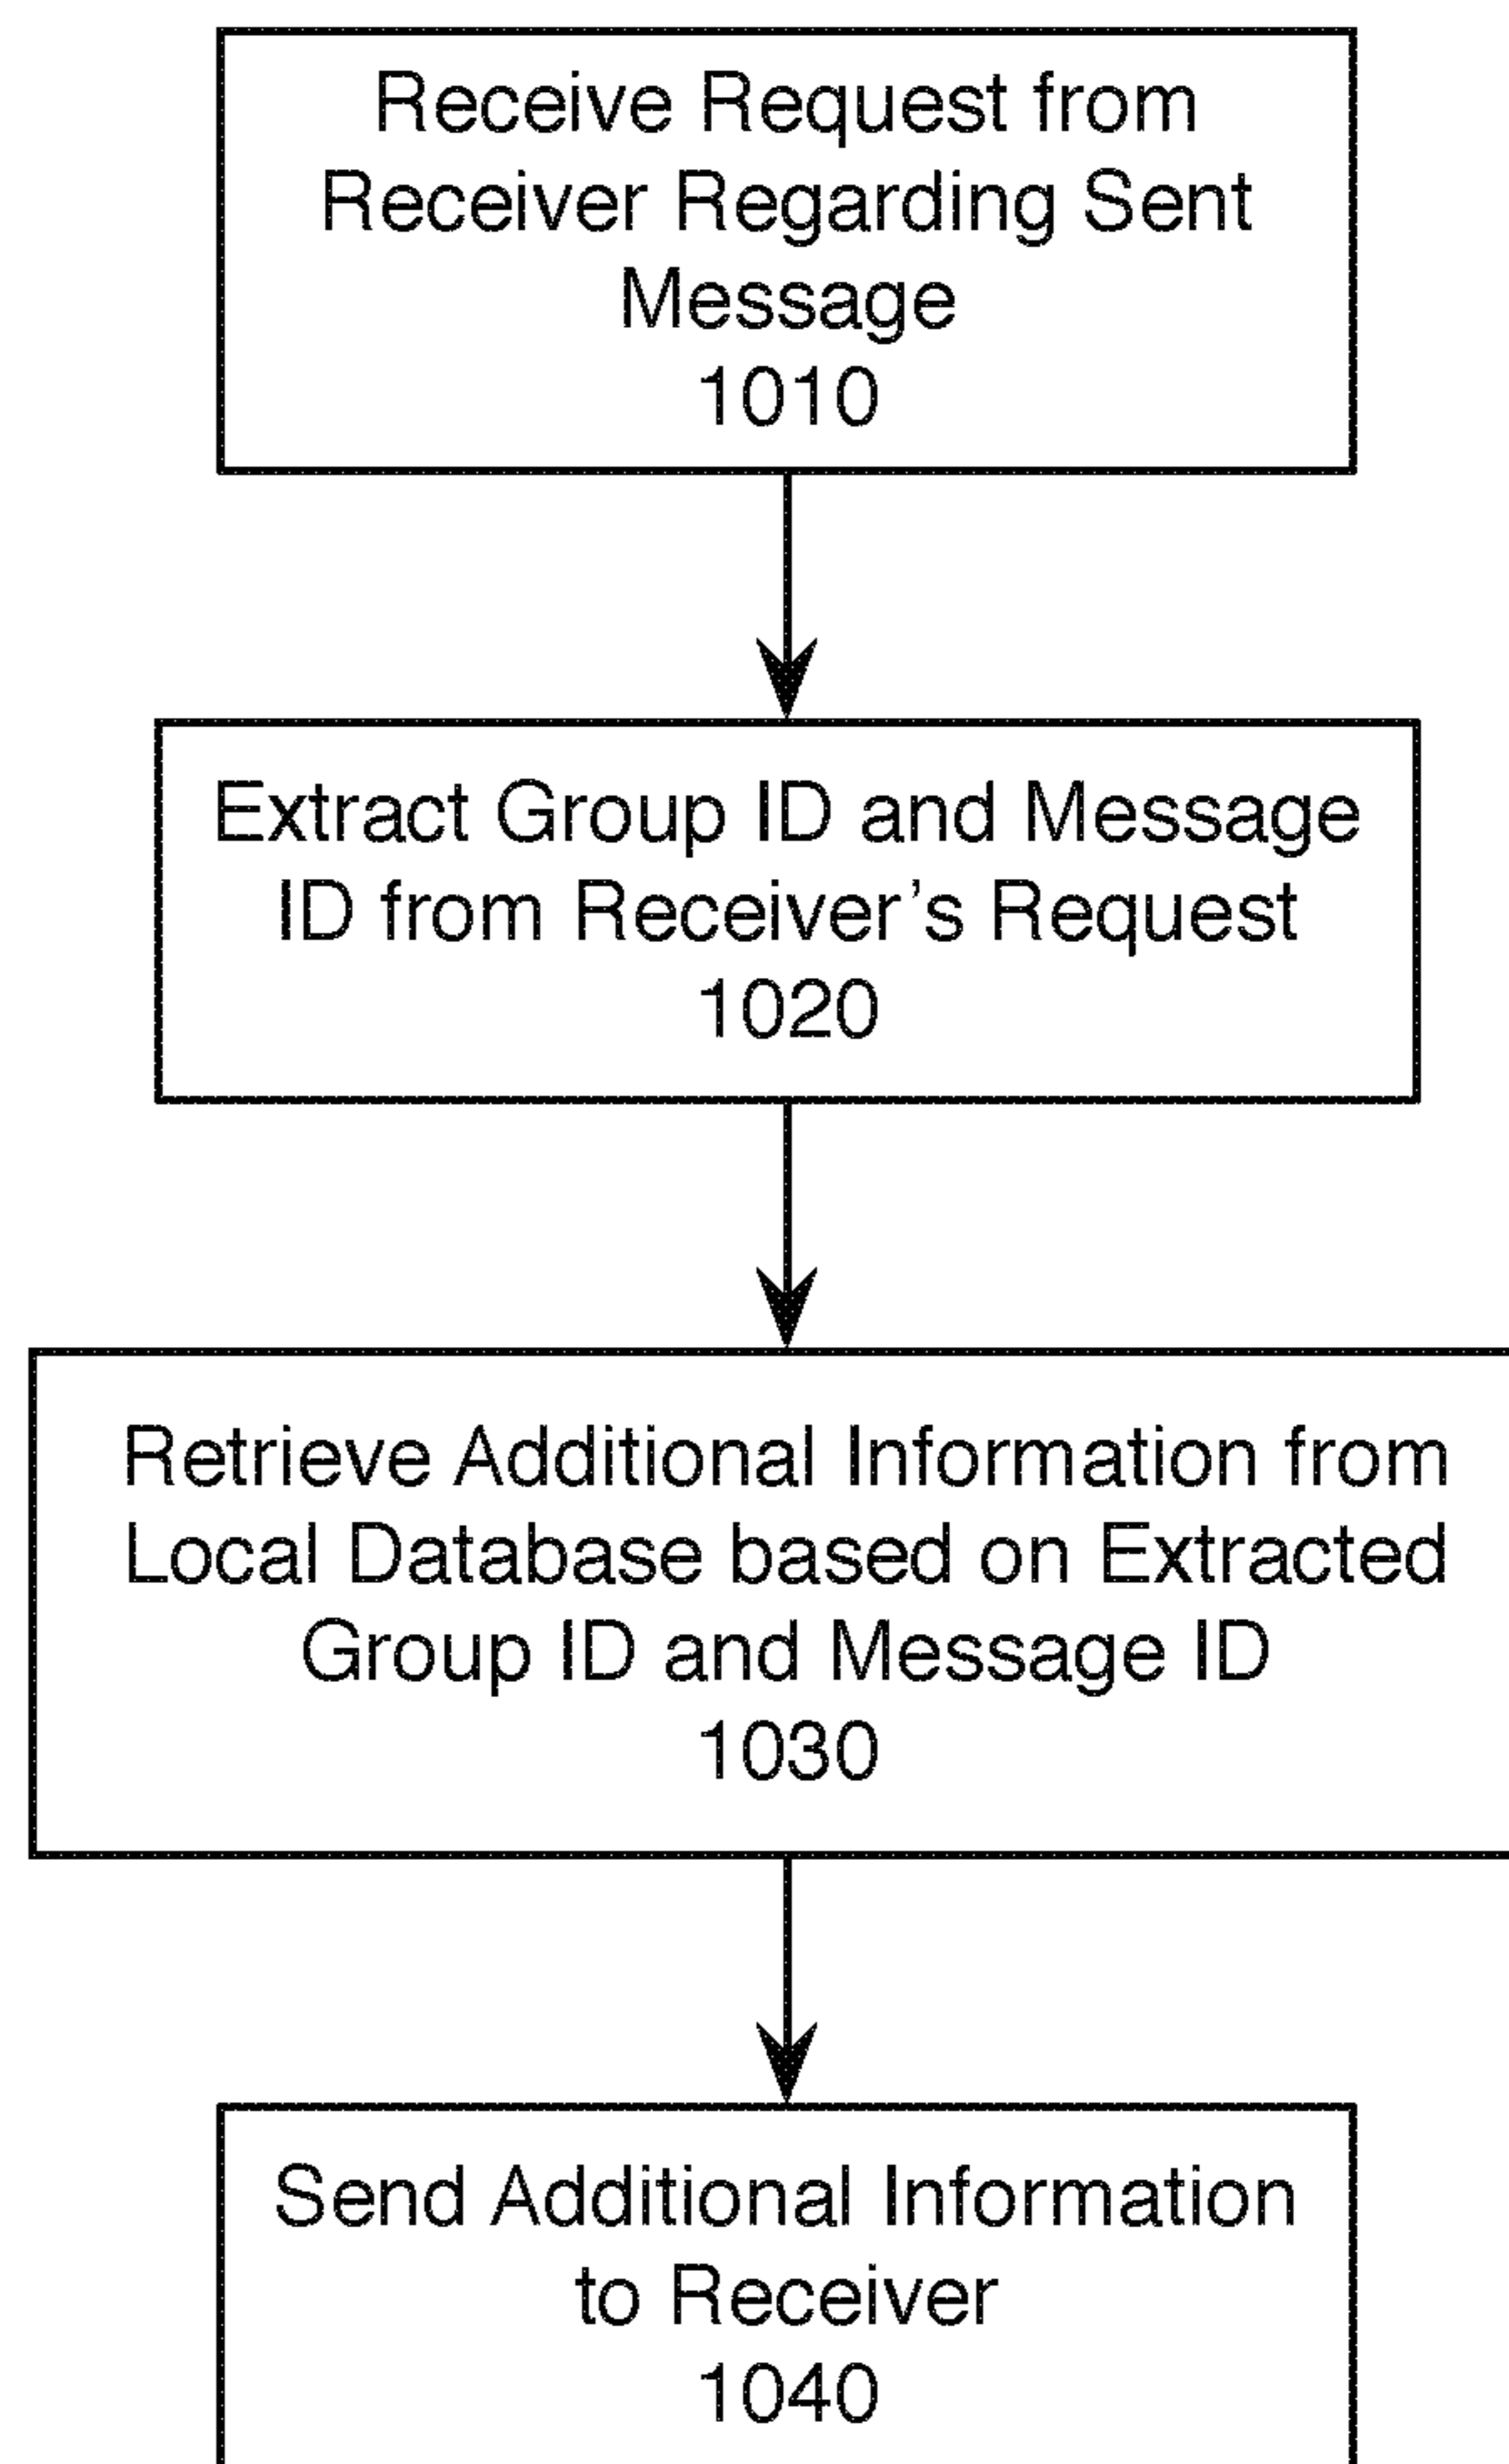 Receive Request from
Receiver Regarding Sent
Message
1010
Extract Group ID and Message
ID from Receiver's Request
1020
Retrieve Additional Information from
Local Database based on Extracted
Group ID and Message ID
1030
Send Additional Information
to Receiver
1040